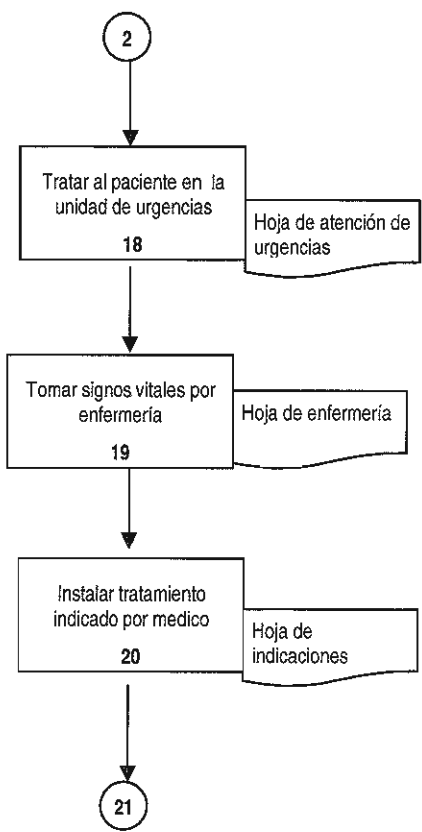 2
Tratar al paciente en la
unidad de urgencias
18
Hoja de atención de
urgencias
Tomar signos vitales por
enfermería
19
Hoja de enfermería
Instalar tratamiento
indicado por medico
20
Hoja de
indicaciones
21